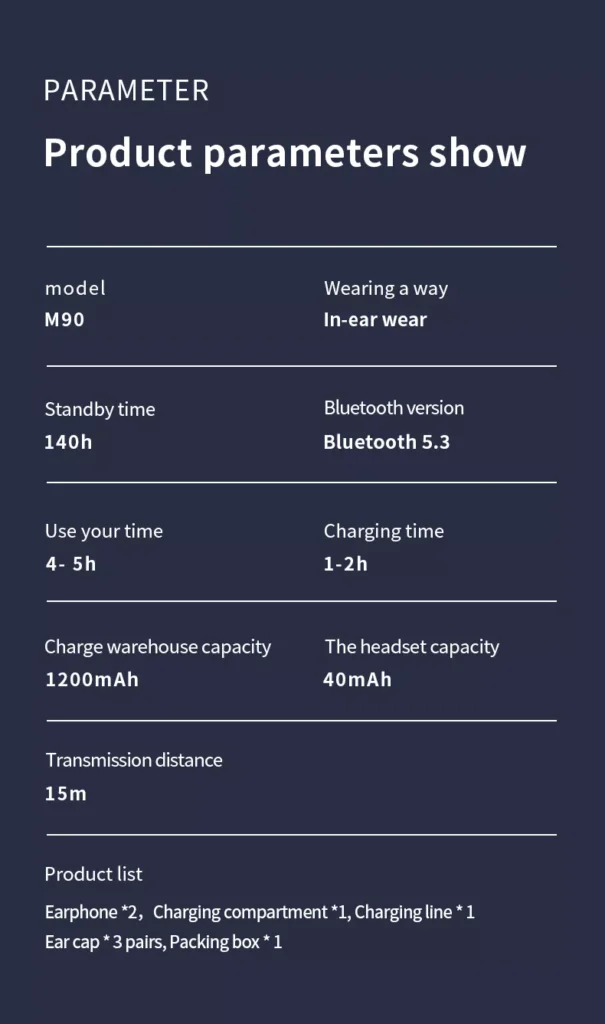 PARAMETER
Product parameters show
model
M90
Wearing a way
In-ear wear
Standby time
140h
Bluetooth version
Bluetooth 5.3
Use your time
4- 5h
Charging time
1-2h
Charge warehouse capacity
1200mAh
The headset capacity
40mAh
Transmission distance
15m
Product list
Earphone *2，Charging compartment *1, Charging line * 1
Ear cap * 3 pairs, Packing box * 1